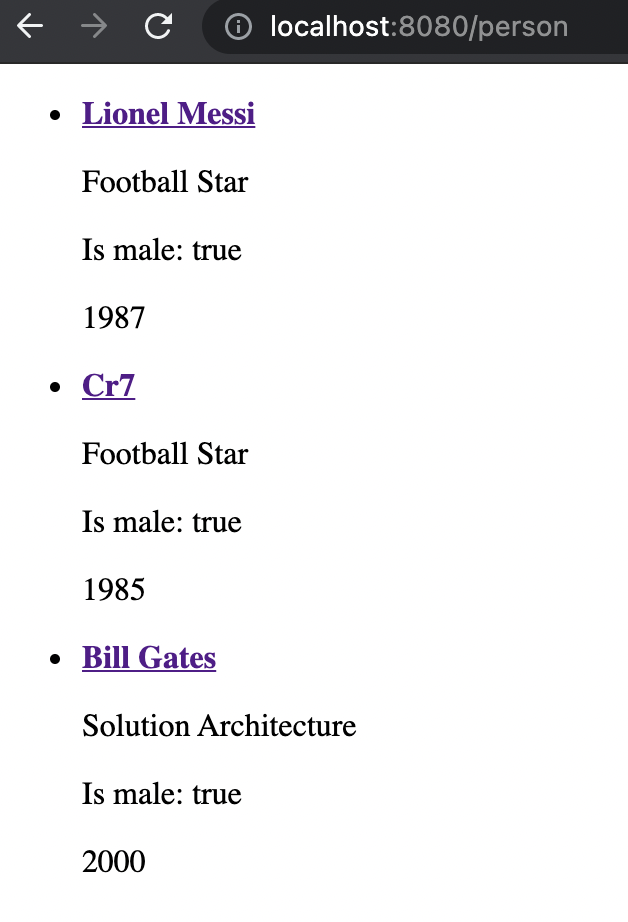 localhost:8080/person
Lionel Messi
Football Star
Is male: true
1987
Cr7
Football Star
Is male: true
1985
Bill Gates
Solution Architecture
Is male: true
2000